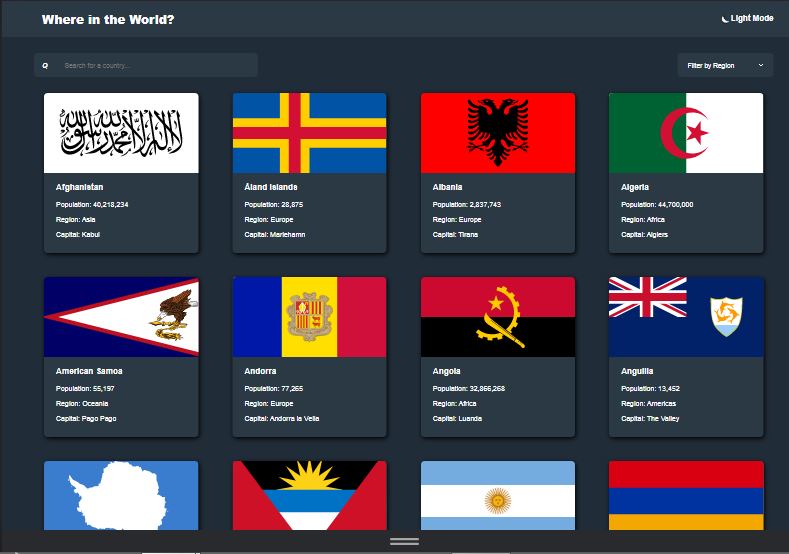 Where in the World?
Light Mode
Search for a country...
Filter by Region
لا إله إلا الله محمد رسول الله
Afghanistan
Population: 40,218,234
Region: Asia
Capital: Kabul
Åland Islands
Population: 28,875
Region: Europe
Capital: Mariehamn
Albania
Population: 2,837,743
Region: Europe
Capital: Tirana
Algeria
Population: 44,700,000
Region: Africa
Capital: Algiers
American Samoa
Population: 55,197
Region: Oceania
Capital: Pago Pago
Andorra
Population: 77,265
Region: Europe
Capital: Andorra la Vella
Angola
Population: 32,866,268
Region: Africa
Capital: Luanda
Anguilla
Population: 13,452
Region: Americas
Capital: The Valley